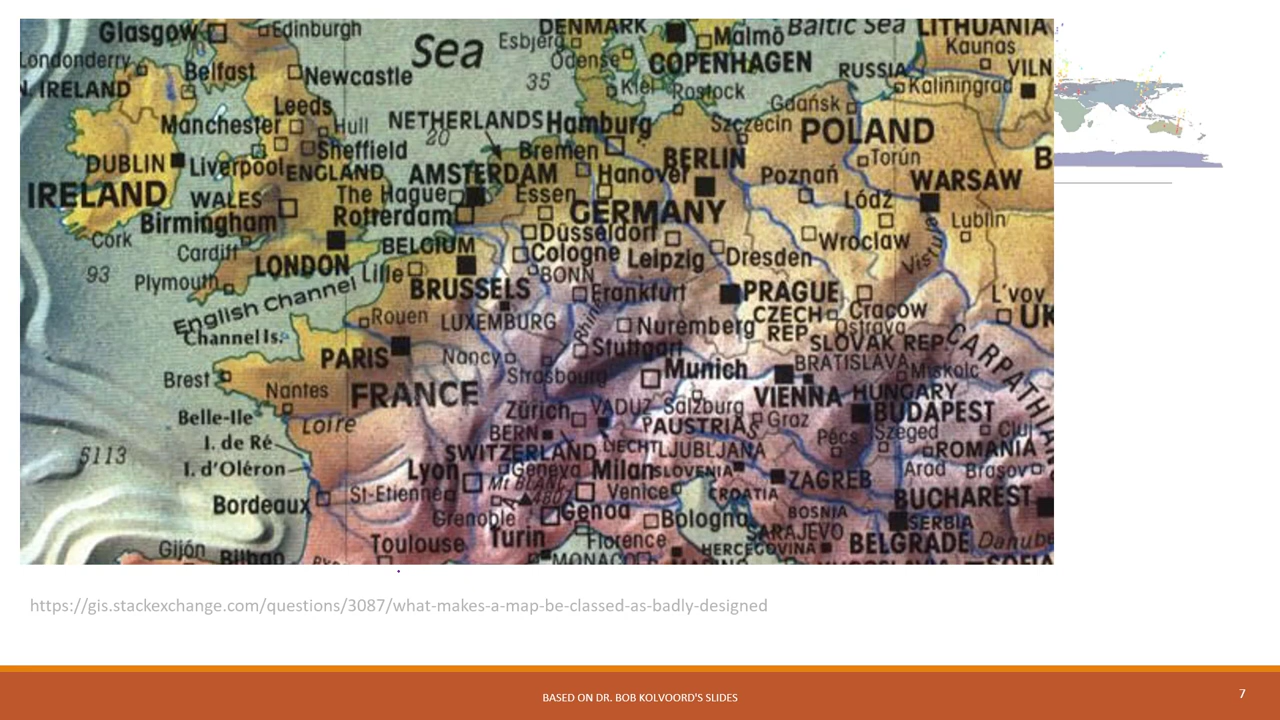 Glasgow Edinburgh Sea Esbjerg DENMARK Malmö Baltic Sea LITHUANIA
Londonderry Belfast Newcastle 35 Odense COPENHAGEN RUSSIA Kaunas VILN
N. IRELAND Leeds Kiel Rostock Gdańsk Kaliningrad
Manchester Hull NETHERLANDS Hamburg Szczecin POLAND
20
DUBLIN Liverpool Sheffield Bremen BERLIN Toruń B
IRELAND WALES ENGLAND AMSTERDAM Hanover Poznań WARSAW
The Hague Essen Łódź
Birmingham Rotterdam GERMANY Lublin
Cork Cardiff BELGIUM Düsseldorf Wroclaw Vistula
93 Plymouth LONDON Lille Cologne Leipzig Dresden
English Channel BRUSSELS BONN Frankfurt PRAGUE Cracow L'vov
Channel Is. Rouen LUXEMBURG Rhin Nuremberg CZECH REP Ostrava UK
PARIS Nancy Stuttgart SLOVAK REP CARPATHIA
Brest Nantes FRANCE Strasbourg Munich BRATISLAVA Miskolc
VIENNA HUNGARY
Belle-Ile Loire Zürich VADUZ Salzburg Graz BUDAPEST
I. de Ré BERN AUSTRIA Pécs Szeged Cluj
5113 SWITZERLAND LIECHT LJUBLJANA ROMANIA
I. d'Oléron Lyon Geneva Milan SLOVENIA ZAGREB Arad Brasov
Mt BLANC 4807
Bordeaux St-Etienne Venice CROATIA BUCHAREST
Grenoble Genoa Bologna BOSNIA SERBIA
Gijón Bilbao Toulouse Turin Florence SARAJEVO BELGRADE Danube
MONACO HERCEGOVINA SOFIA
https://gis.stackexchange.com/questions/3087/what-makes-a-map-be-classed-as-badly-designed
BASED ON DR. BOB KOLVOORD'S SLIDES
7